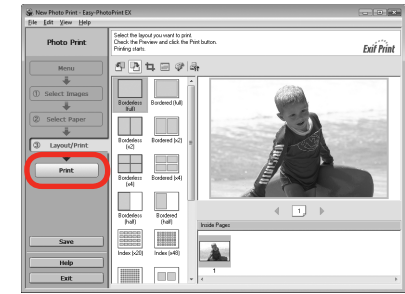 New Photo Print - Easy-PhotoPrint EX
File Edit View Help
Photo Print
Select the layout you want to print.
Check the Preview and click the Print button.
Printing starts.
Exif Print
Menu
① Select Images
② Select Paper
③ Layout/Print
Print
Save
Help
Exit
Borderless (full)
Bordered (full)
Borderless (x2)
Bordered (x2)
Borderless (x4)
Bordered (x4)
Borderless (half)
Bordered (half)
Index (x20)
Index (x48)
1
Inside Pages
1